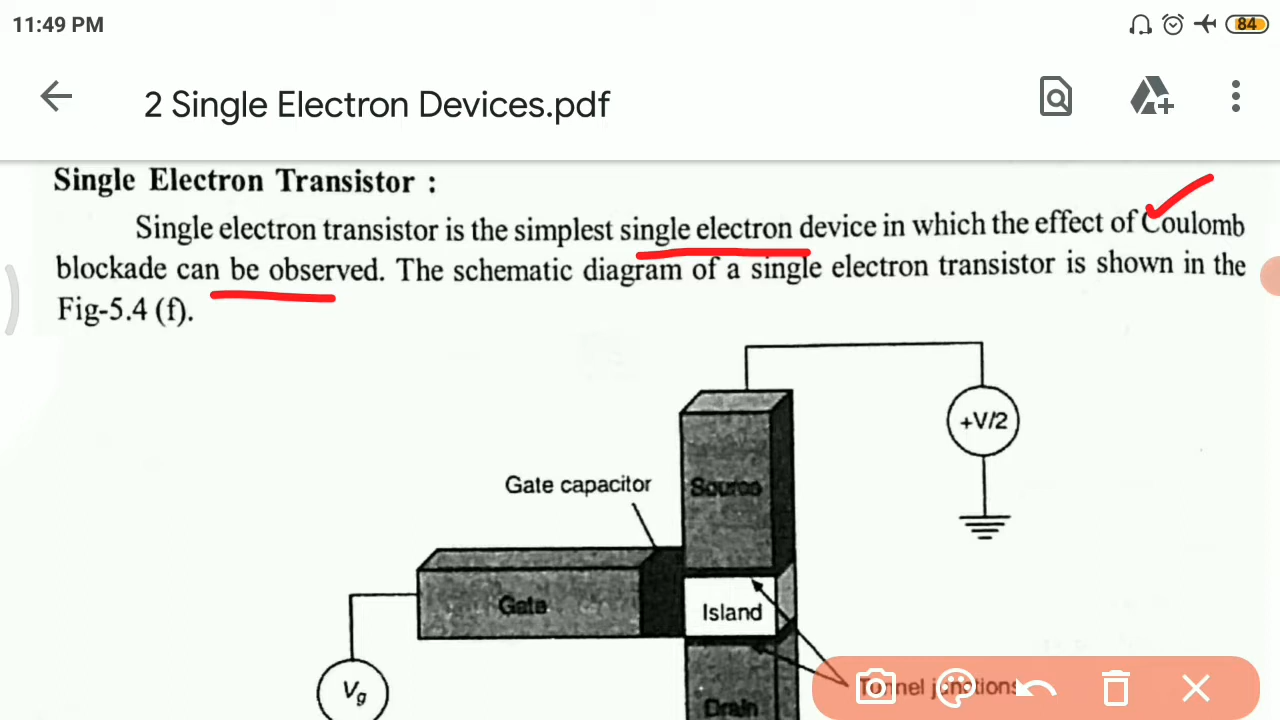 11:49 PM
84
2 Single Electron Devices.pdf
Single Electron Transistor :
Single electron transistor is the simplest single electron device in which the effect of Coulomb
blockade can be observed. The schematic diagram of a single electron transistor is shown in the
Fig-5.4 (f).
+V/2
Gate capacitor
Source
Gate
Island
Vg
Tunnel junctions
Drain